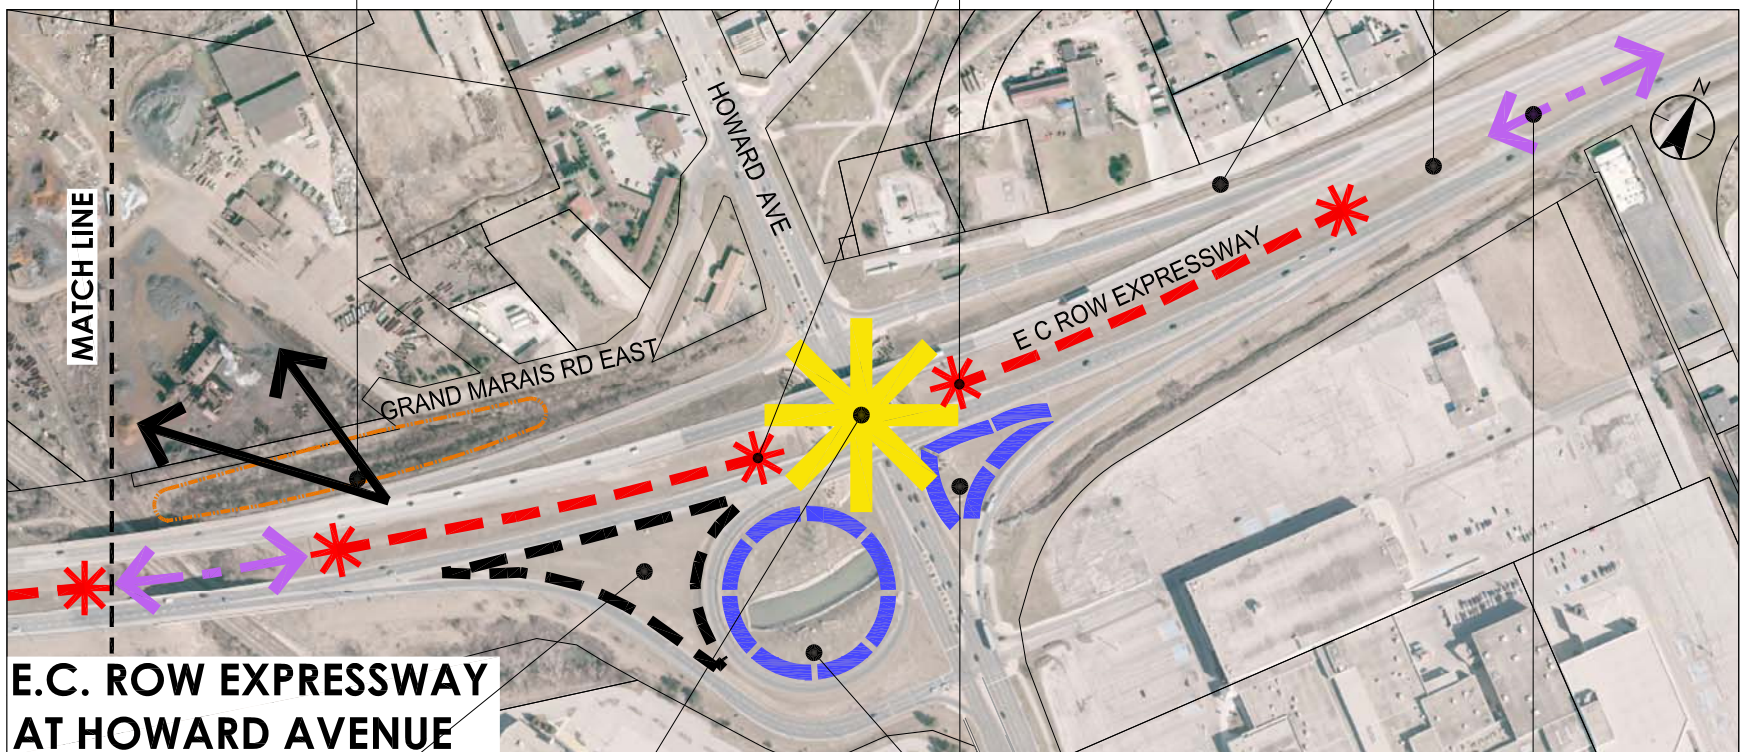 N
HOWARD AVE
MATCH LINE
E C ROW EXPRESSWAY
GRAND MARAIS RD EAST
E.C. ROW EXPRESSWAY
AT HOWARD AVENUE